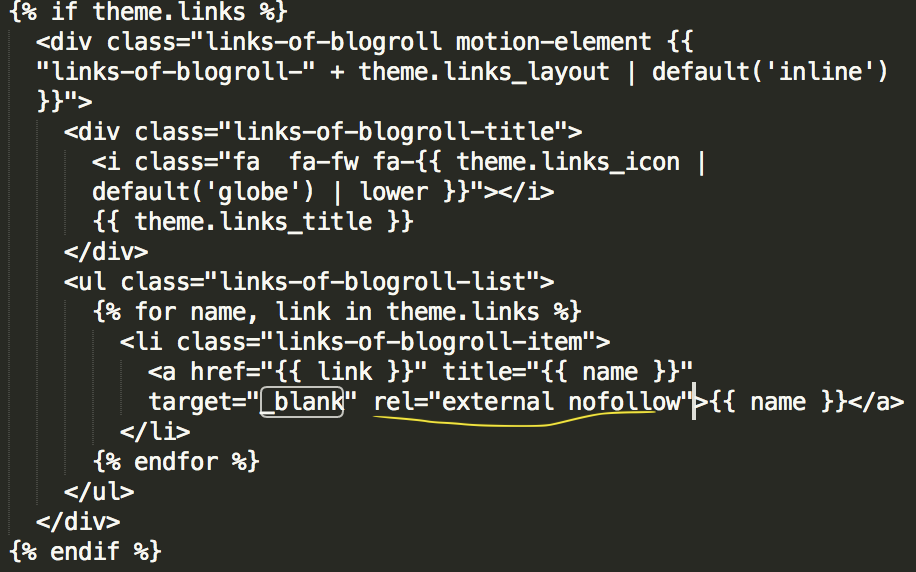 {% if theme.links %}
<div class="links-of-blogroll motion-element {{
"links-of-blogroll-" + theme.links_layout | default('inline')
}}">
<div class="links-of-blogroll-title">
<i class="fa  fa-fw fa-{{ theme.links_icon |
default('globe') | lower }}"></i>
{{ theme.links_title }}
</div>
<ul class="links-of-blogroll-list">
{% for name, link in theme.links %}
<li class="links-of-blogroll-item">
<a href="{{ link }}" title="{{ name }}"
target="_blank" rel="external nofollow">{{ name }}</a>
</li>
{% endfor %}
</ul>
</div>
{% endif %}